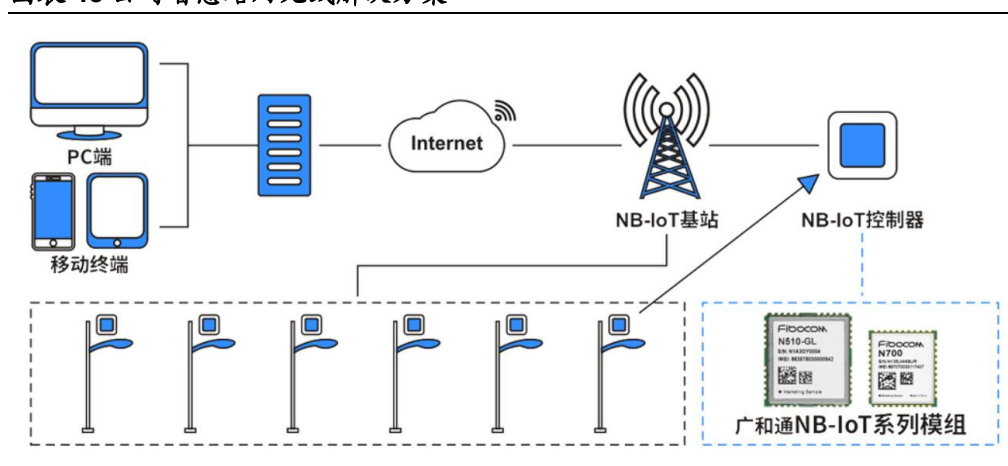 PC端
移动终端
Internet
NB-IoT基站
NB-IoT控制器
Fibocom
N510-GL
Fibocom
N700
广和通NB-IoT系列模组